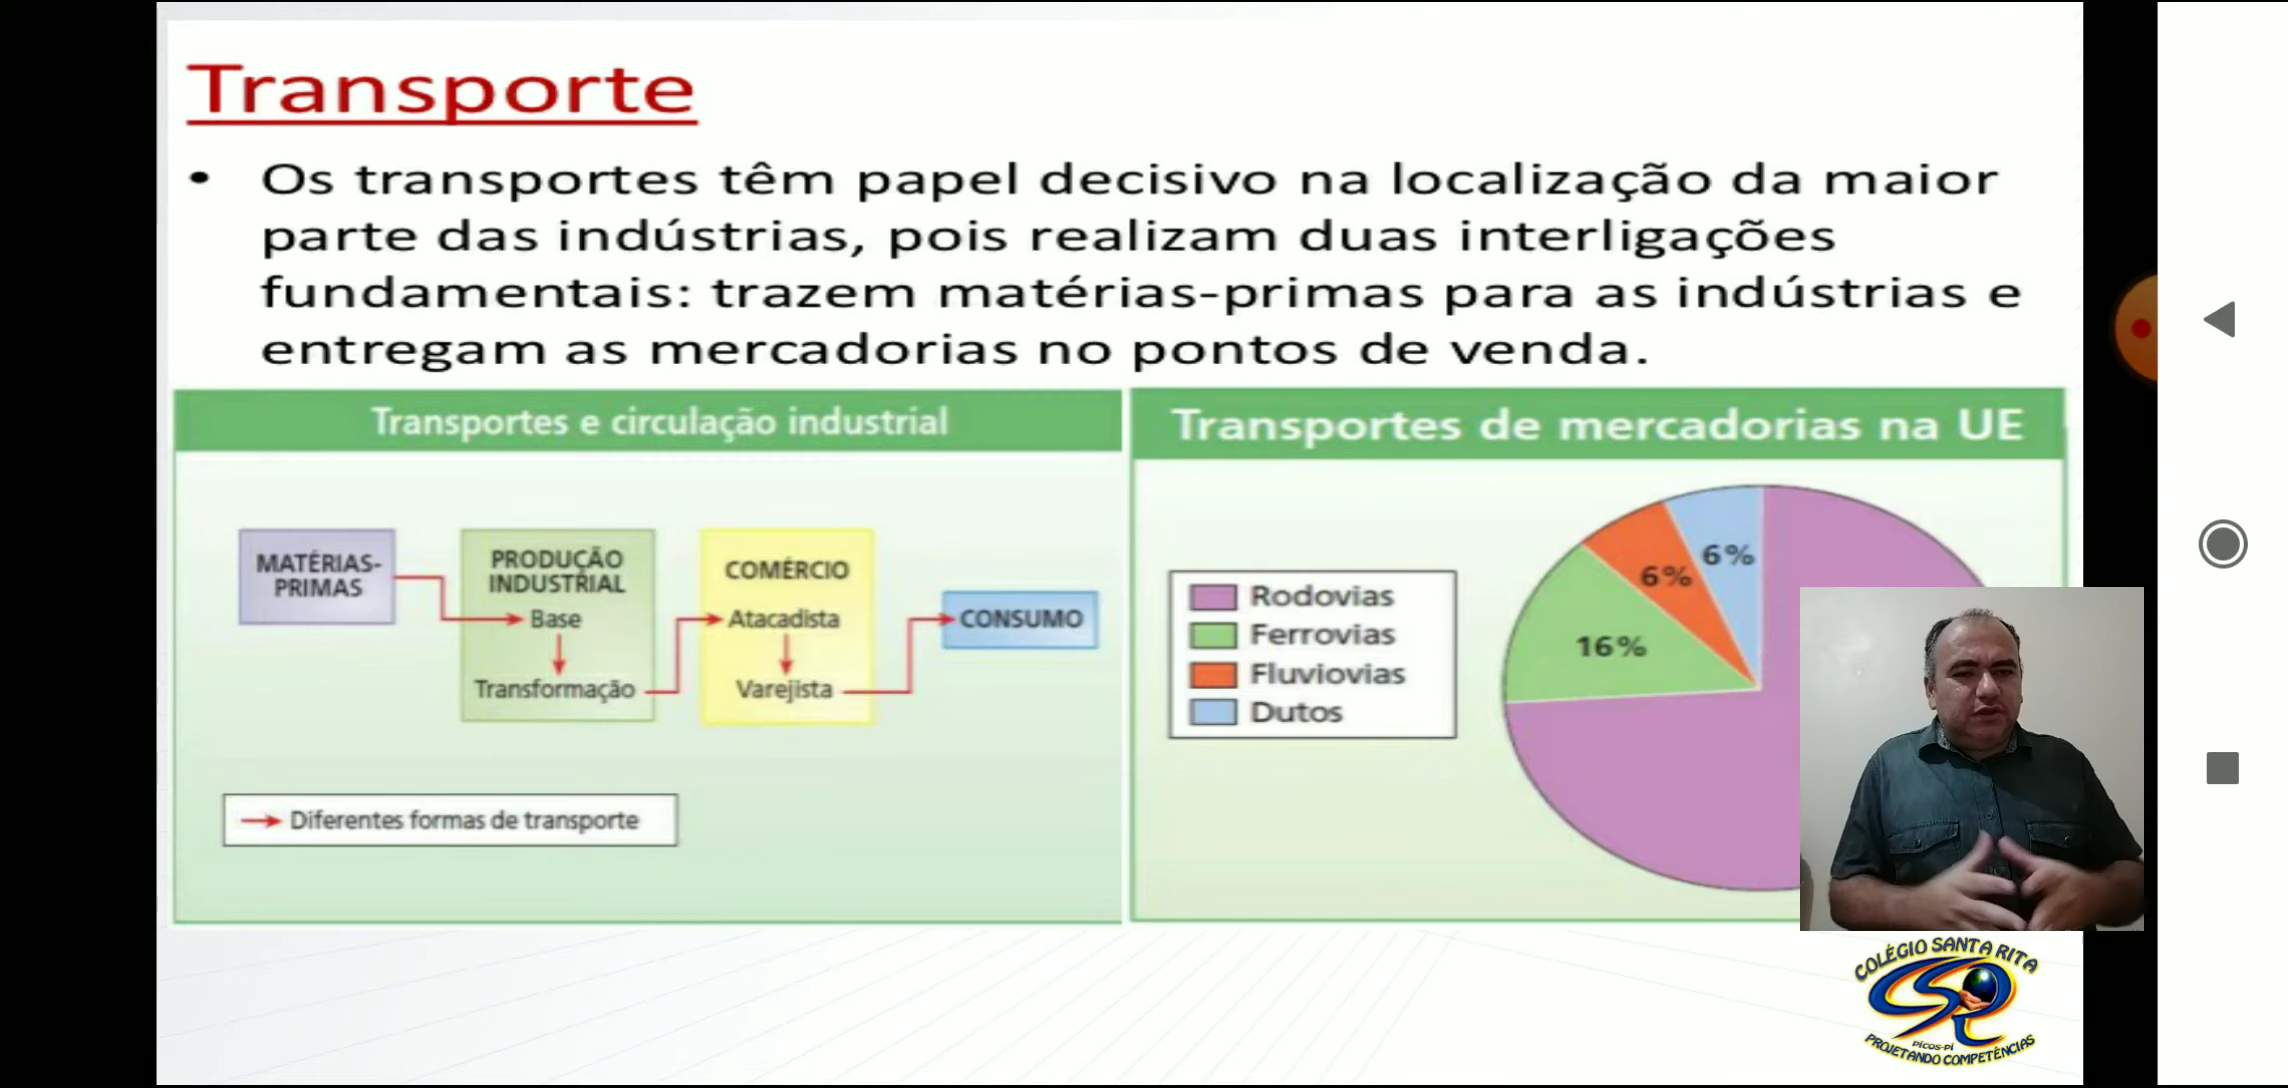 Transporte
• Os transportes têm papel decisivo na localização da maior
parte das indústrias, pois realizam duas interligações
fundamentais: trazem matérias-primas para as indústrias e
entregam as mercadorias no pontos de venda.
Transportes e circulação industrial
MATÉRIAS-
PRIMAS
PRODUÇÃO
INDUSTRIAL
Base
Transformação
COMÉRCIO
Atacadista
Varejista
CONSUMO
Diferentes formas de transporte
Transportes de mercadorias na UE
Rodovias
Ferrovias
Fluviovias
Dutos
16%
6%
6%
COLÉGIO SANTA RITA
PICOS-PI
PROJETANDO COMPETÊNCIAS